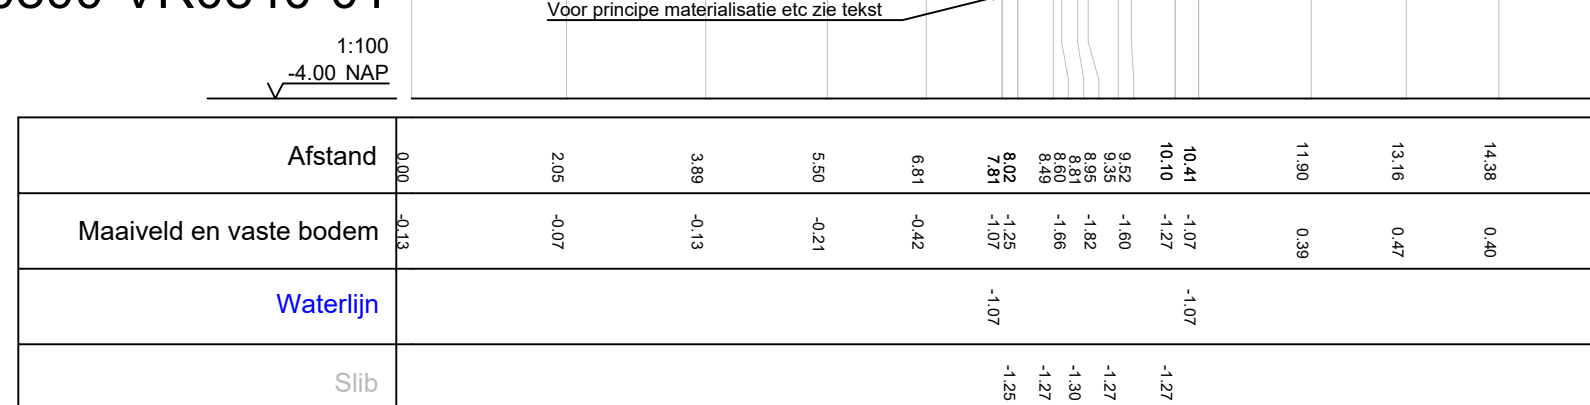 Voor principe materialisatie etc zie tekst
1:100
-4.00 NAP
Afstand 0.00 2.05 3.89 5.50 6.81 7.81 8.02 8.49 8.60 8.81 8.95 9.35 9.52 10.10 10.41 11.90 13.16 14.38
Maaiveld en vaste bodem -0.13 -0.07 -0.13 -0.21 -0.42 -1.07 -1.25 -1.66 -1.82 -1.60 -1.27 -1.07 0.39 0.47 0.40
Waterlijn -1.07 -1.07
Slib -1.25 -1.27 -1.30 -1.27 -1.27